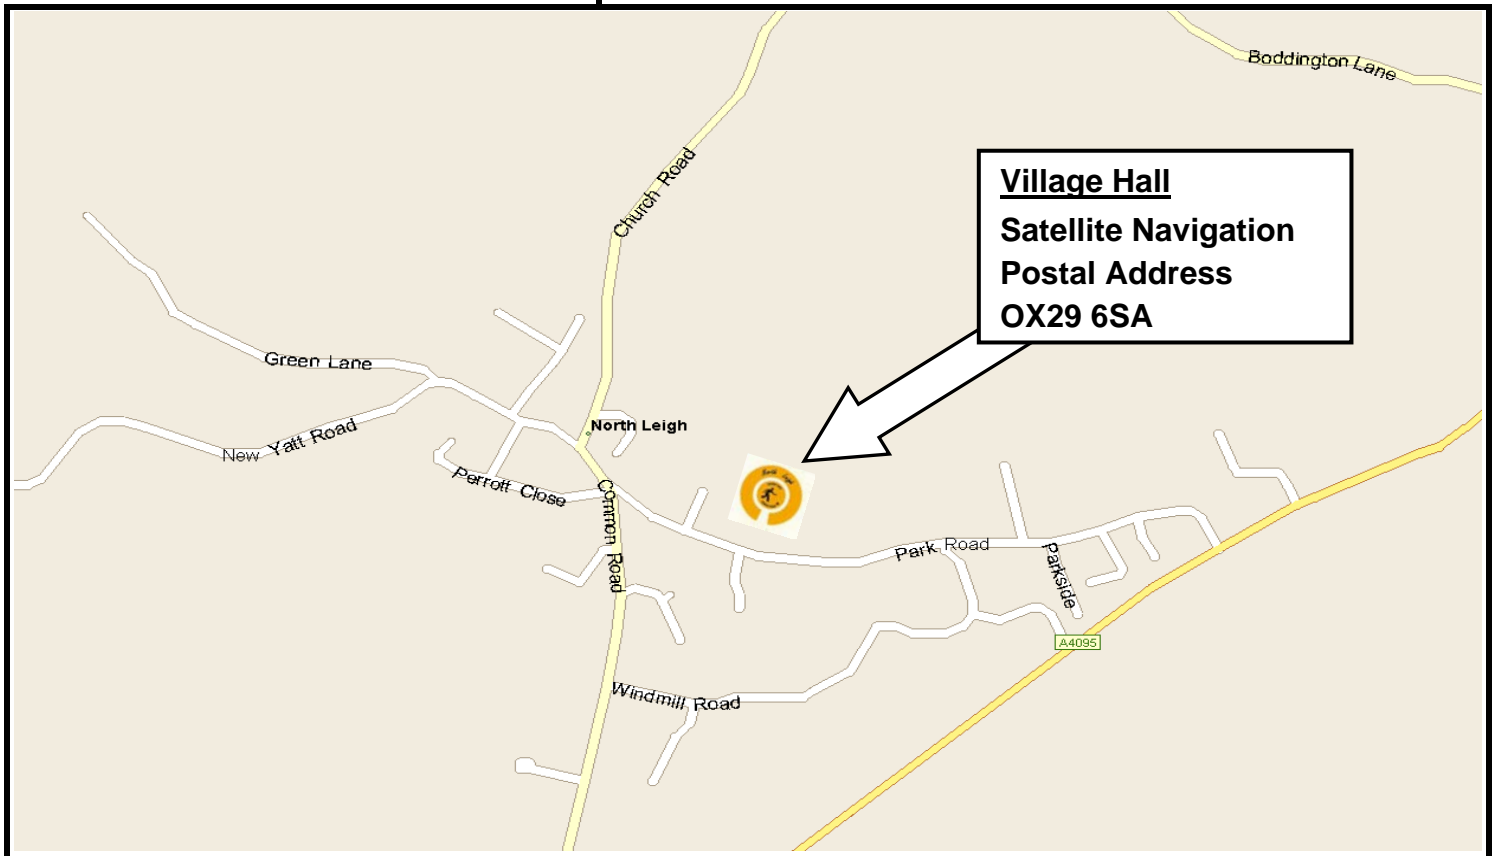 Boddington Lane
Church Road
Village Hall
Satellite Navigation
Postal Address
OX29 6SA
Green Lane
North Leigh
New Yatt Road
Perrott Close
Common Road
Park Road
Parkside
A4095
Windmill Road